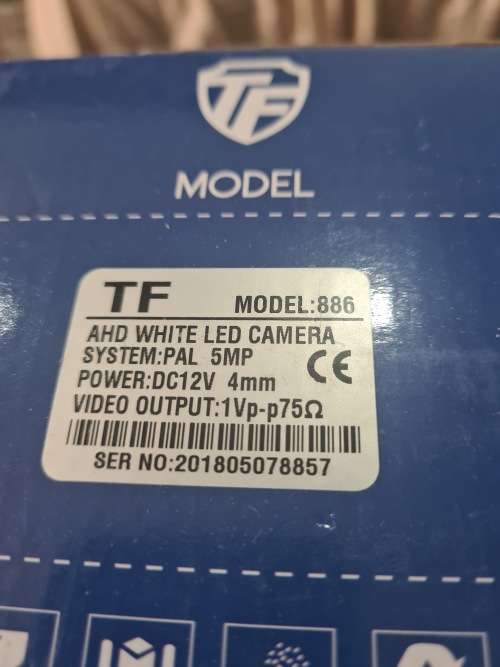 TF
MODEL
TF MODEL:886
AHD WHITE LED CAMERA
SYSTEM:PAL 5MP CE
POWER:DC12V 4mm
VIDEO OUTPUT:1Vp-p75Ω
SER NO:201805078857